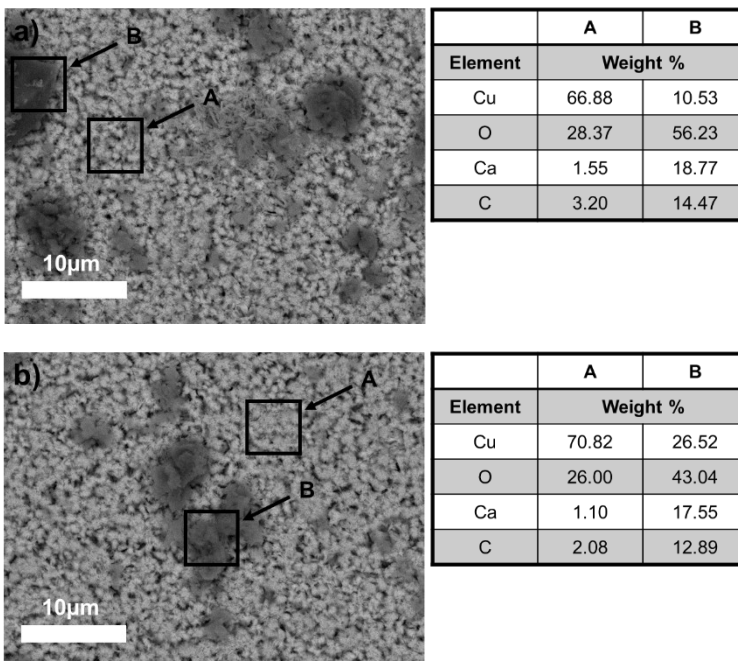 a)
B
A
10µm
A B
Element Weight %
Cu 66.88 10.53
O 28.37 56.23
Ca 1.55 18.77
C 3.20 14.47
b)
A
B
10µm
A B
Element Weight %
Cu 70.82 26.52
O 26.00 43.04
Ca 1.10 17.55
C 2.08 12.89